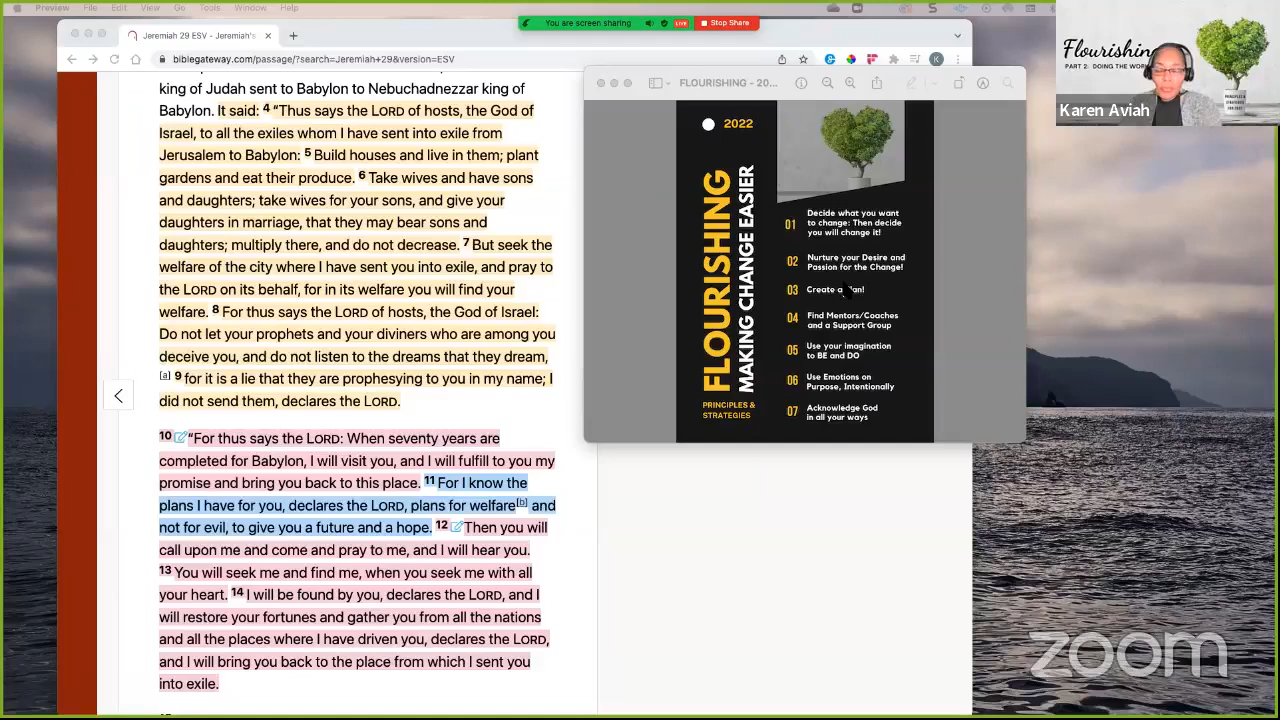 Preview File Edit View Go Tools Window Help
You are screen sharing LIVE Stop Share
Jeremiah 29 ESV - Jeremiah's
biblegateway.com/passage/?search=Jeremiah+29&version=ESV
K
king of Judah sent to Babylon to Nebuchadnezzar king of
Babylon. It said: 4 “Thus says the LORD of hosts, the God of
Israel, to all the exiles whom I have sent into exile from
Jerusalem to Babylon: 5 Build houses and live in them; plant
gardens and eat their produce. 6 Take wives and have sons
and daughters; take wives for your sons, and give your
daughters in marriage, that they may bear sons and
daughters; multiply there, and do not decrease. 7 But seek the
welfare of the city where I have sent you into exile, and pray to
the LORD on its behalf, for in its welfare you will find your
welfare. 8 For thus says the LORD of hosts, the God of Israel:
Do not let your prophets and your diviners who are among you
deceive you, and do not listen to the dreams that they dream,
[a] 9 for it is a lie that they are prophesying to you in my name; I
did not send them, declares the LORD.
10 “For thus says the LORD: When seventy years are
completed for Babylon, I will visit you, and I will fulfill to you my
promise and bring you back to this place. 11 For I know the
plans I have for you, declares the LORD, plans for welfare[b] and
not for evil, to give you a future and a hope. 12 Then you will
call upon me and come and pray to me, and I will hear you.
13 You will seek me and find me, when you seek me with all
your heart. 14 I will be found by you, declares the LORD, and I
will restore your fortunes and gather you from all the nations
and all the places where I have driven you, declares the LORD,
and I will bring you back to the place from which I sent you
into exile.
FLOURISHING - 20...
2022
FLOURISHING
MAKING CHANGE EASIER
PRINCIPLES &
STRATEGIES
01 Decide what you want
to change: Then decide
you will change it!
02 Nurture your Desire and
Passion for the Change!
03 Create a
04 Find Mentors/Coaches
and a Support Group
05 Use your imagination
to BE and DO
06 Use Emotions on
Purpose, Intentionally
07 Acknowledge God
in all your ways
Flourishing
PART 2: DOING THE WORK
Karen Aviah
zoom